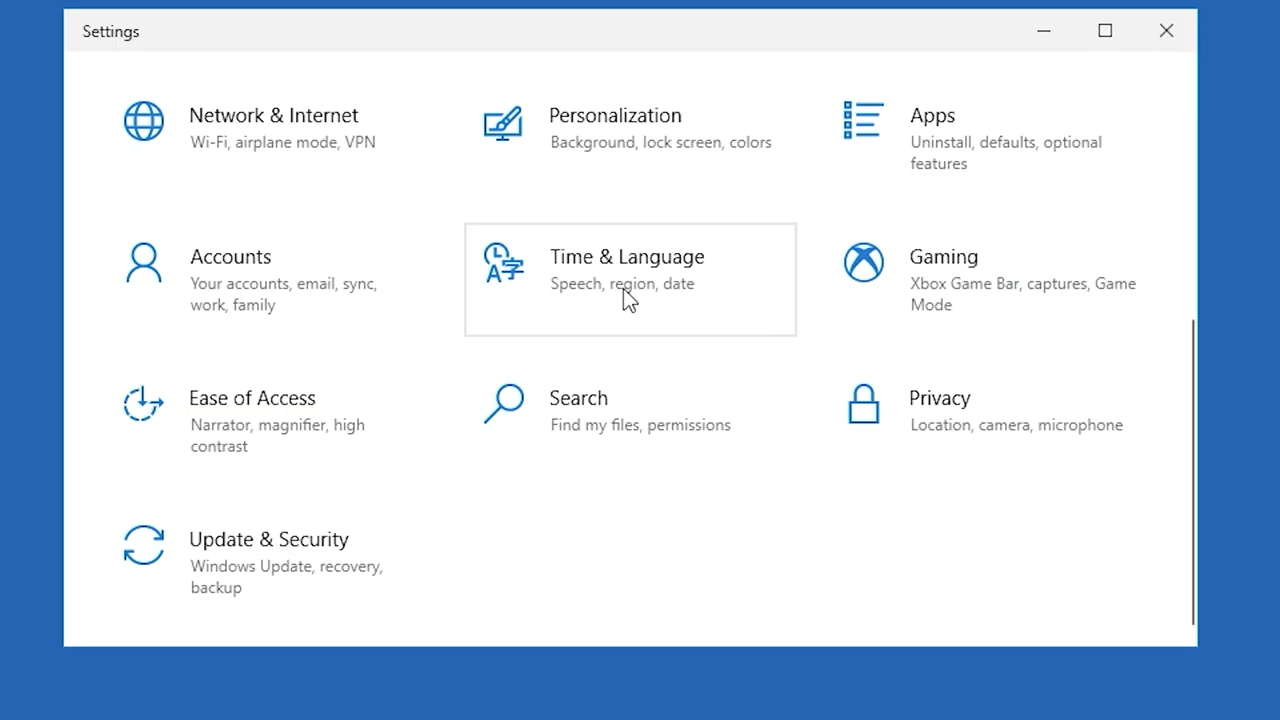 Settings
Network & Internet
Wi-Fi, airplane mode, VPN
Personalization
Background, lock screen, colors
Apps
Uninstall, defaults, optional
features
Accounts
Your accounts, email, sync,
work, family
Time & Language
Speech, region, date
Gaming
Xbox Game Bar, captures, Game
Mode
Ease of Access
Narrator, magnifier, high
contrast
Search
Find my files, permissions
Privacy
Location, camera, microphone
Update & Security
Windows Update, recovery,
backup